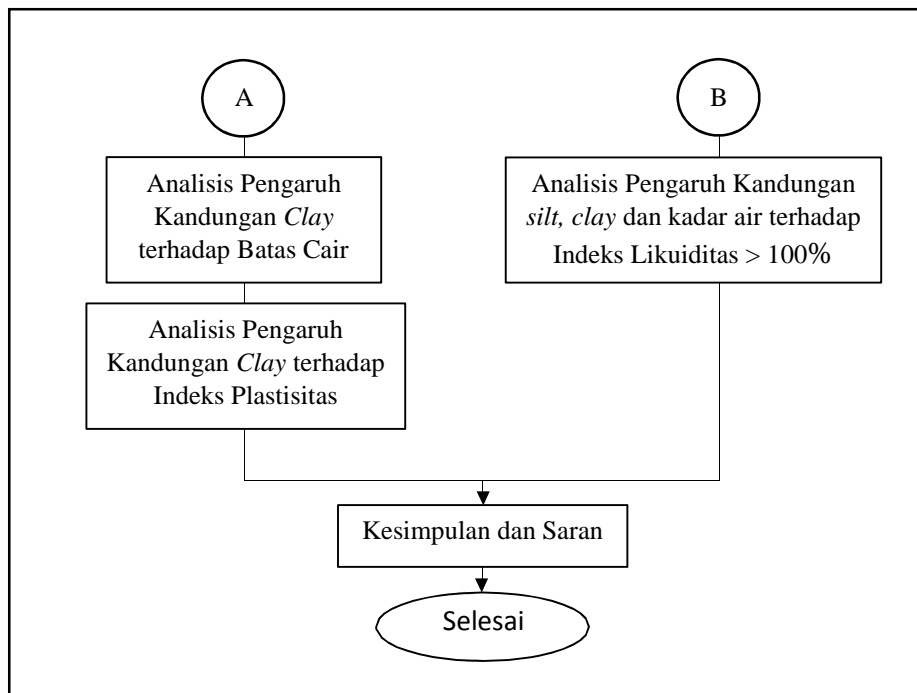 A
B
Analisis Pengaruh
Kandungan Clay
terhadap Batas Cair
Analisis Pengaruh Kandungan
silt, clay dan kadar air terhadap
Indeks Likuiditas > 100%
Analisis Pengaruh
Kandungan Clay terhadap
Indeks Plastisitas
Kesimpulan dan Saran
Selesai